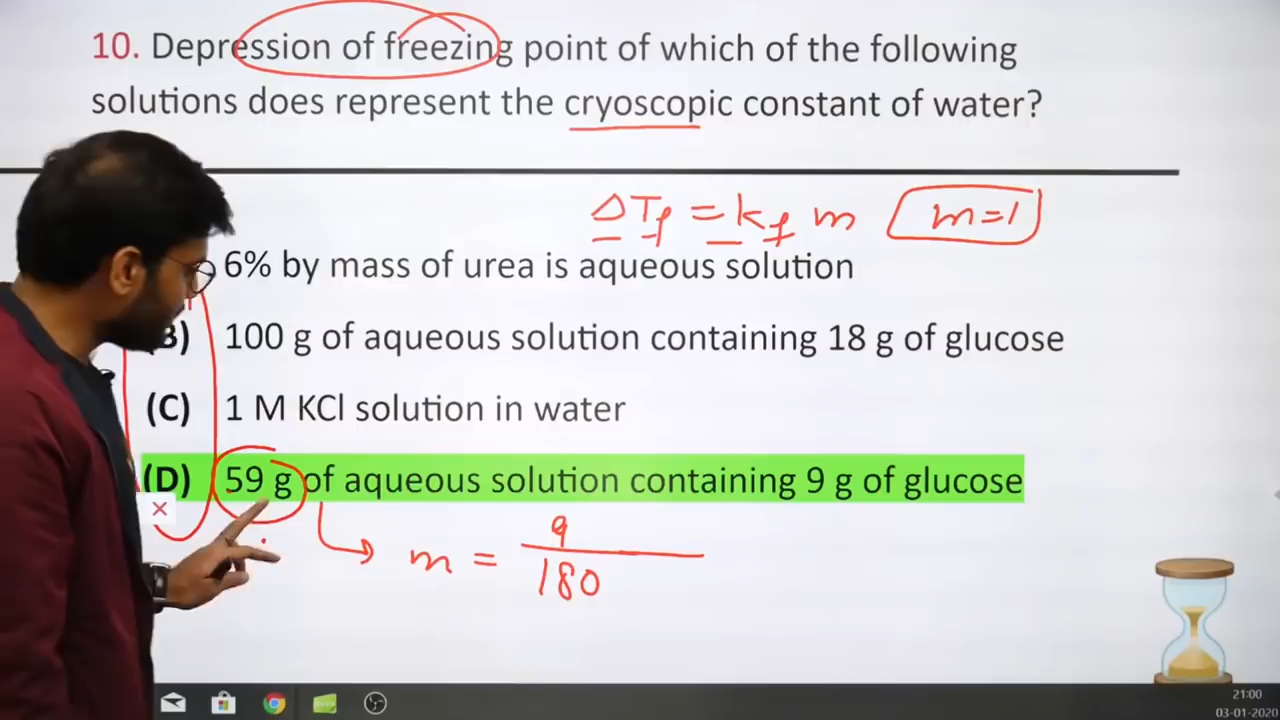 10. Depression of freezing point of which of the following
solutions does represent the cryoscopic constant of water?
ΔTf = kf m m=1
6% by mass of urea is aqueous solution
B) 100 g of aqueous solution containing 18 g of glucose
(C) 1 M KCl solution in water
(D) 59 g of aqueous solution containing 9 g of glucose
m = 9
180
21:00
03-01-2020